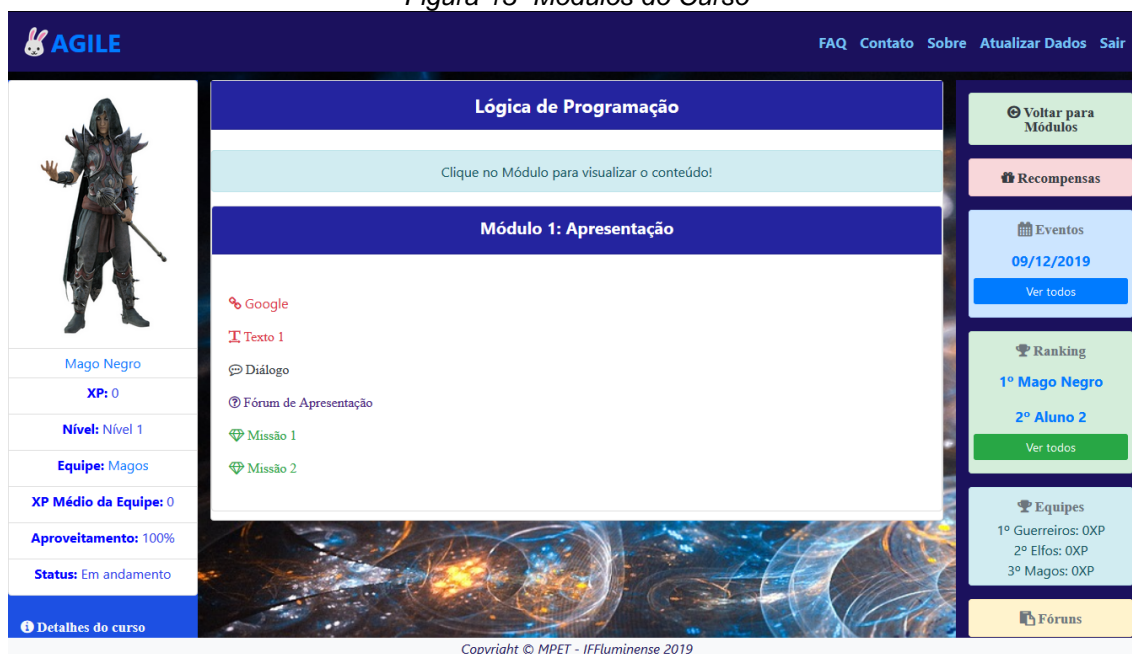 Figura 18- Módulos do Curso
AGILE
FAQ Contato Sobre Atualizar Dados Sair
Mago Negro
XP: 0
Nível: Nível 1
Equipe: Magos
XP Médio da Equipe: 0
Aproveitamento: 100%
Status: Em andamento
Detalhes do curso
Lógica de Programação
Clique no Módulo para visualizar o conteúdo!
Módulo 1: Apresentação
Google
Texto 1
Diálogo
Fórum de Apresentação
Missão 1
Missão 2
Voltar para
Módulos
Recompensas
Eventos
09/12/2019
Ver todos
Ranking
1º Mago Negro
2º Aluno 2
Ver todos
Equipes
1º Guerreiros: 0XP
2º Elfos: 0XP
3º Magos: 0XP
Fóruns
Copyright © MPET - IFFluminense 2019